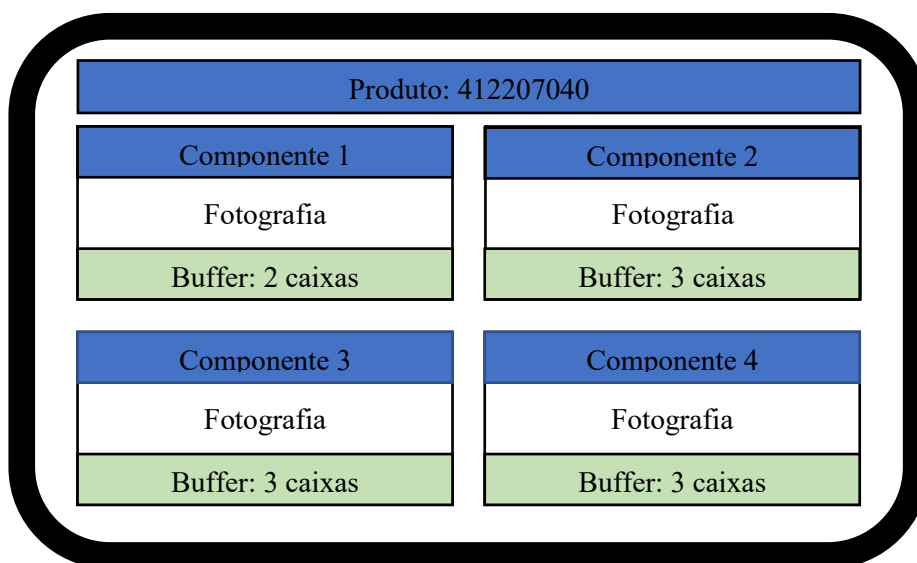 Produto: 412207040
Componente 1
Fotografia
Buffer: 2 caixas
Componente 2
Fotografia
Buffer: 3 caixas
Componente 3
Fotografia
Buffer: 3 caixas
Componente 4
Fotografia
Buffer: 3 caixas